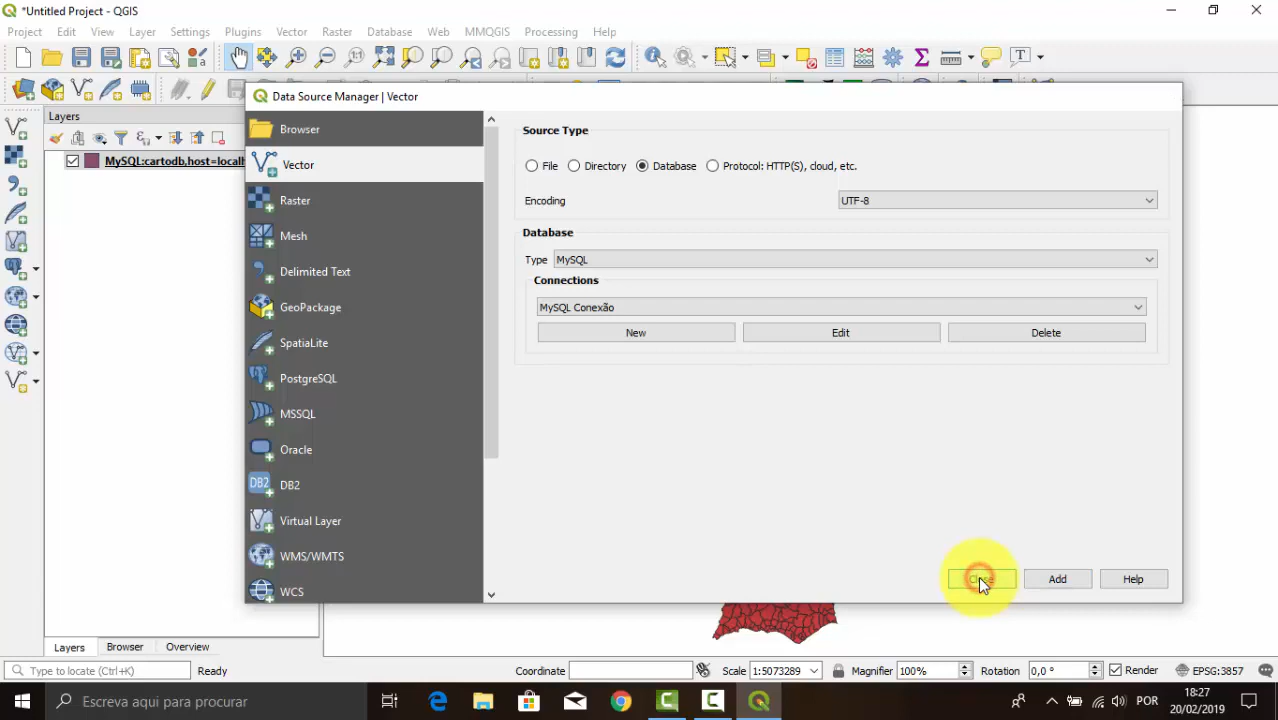 *Untitled Project - QGIS
Project Edit View Layer Settings Plugins Vector Raster Database Web MMQGIS Processing Help
Layers
MySQL:cartodb,host=localh
Data Source Manager | Vector
Browser
Vector
Raster
Mesh
Delimited Text
GeoPackage
SpatiaLite
PostgreSQL
MSSQL
Oracle
DB2
Virtual Layer
WMS/WMTS
WCS
Source Type
File Directory Database Protocol: HTTP(S), cloud, etc.
Encoding UTF-8
Database
Type MySQL
Connections
MySQL Conexão
New Edit Delete
Close Add Help
Layers Browser Overview
Type to locate (Ctrl+K) Ready Coordinate Scale 1:5073289 Magnifier 100% Rotation 0,0 ° Render EPSG:3857
Escreva aqui para procurar
POR
18:27
20/02/2019